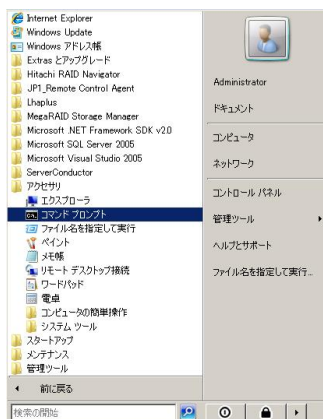 Internet Explorer
Windows Update
Windows アドレス帳
Extras とアップグレード
Hitachi RAID Navigator
JP1_Remote Control Agent
Lhaplus
MegaRAID Storage Manager
Microsoft .NET Framework SDK v2.0
Microsoft SQL Server 2005
Microsoft Visual Studio 2005
ServerConductor
アクセサリ
エクスプローラ
コマンド プロンプト
ファイル名を指定して実行
ペイント
メモ帳
リモート デスクトップ接続
ワードパッド
電卓
コンピュータの簡単操作
システム ツール
スタートアップ
メンテナンス
管理ツール
前に戻る
検索の開始
Administrator
ドキュメント
コンピュータ
ネットワーク
コントロール パネル
管理ツール
ヘルプとサポート
ファイル名を指定して実行...